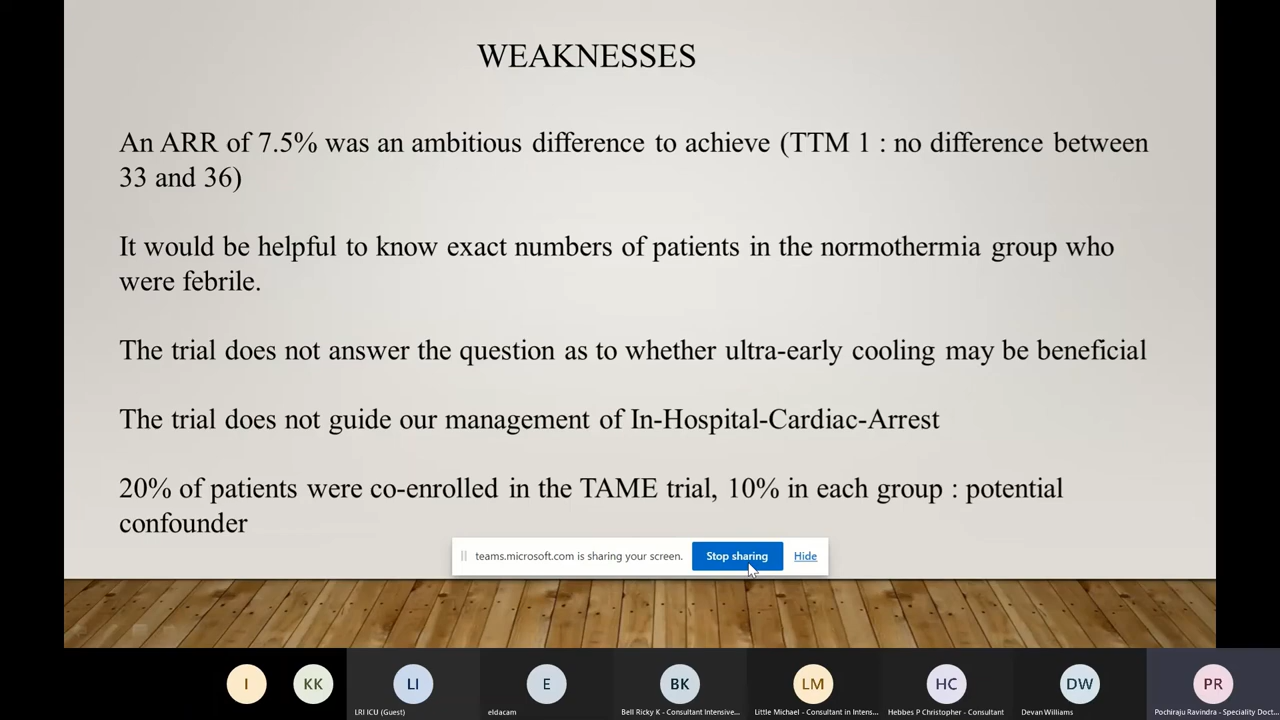 WEAKNESSES
An ARR of 7.5% was an ambitious difference to achieve (TTM 1 : no difference between
33 and 36)
It would be helpful to know exact numbers of patients in the normothermia group who
were febrile.
The trial does not answer the question as to whether ultra-early cooling may be beneficial
The trial does not guide our management of In-Hospital-Cardiac-Arrest
20% of patients were co-enrolled in the TAME trial, 10% in each group : potential
confounder
teams.microsoft.com is sharing your screen. Stop sharing Hide
I KK LI E BK LM HC DW PR
LRI ICU (Guest) eldacam Bell Ricky K - Consultant Intensive... Little Michael - Consultant in Intens... Hebbes P Christopher - Consultant Devan Williams Pochiraju Ravindra - Speciality Doct...